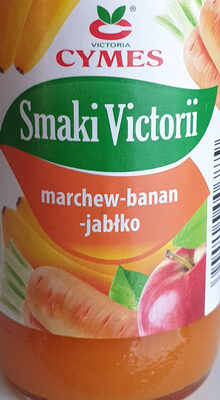 VICTORIA
CYMES
Smaki Victorii
marchew-banan
-jabłko